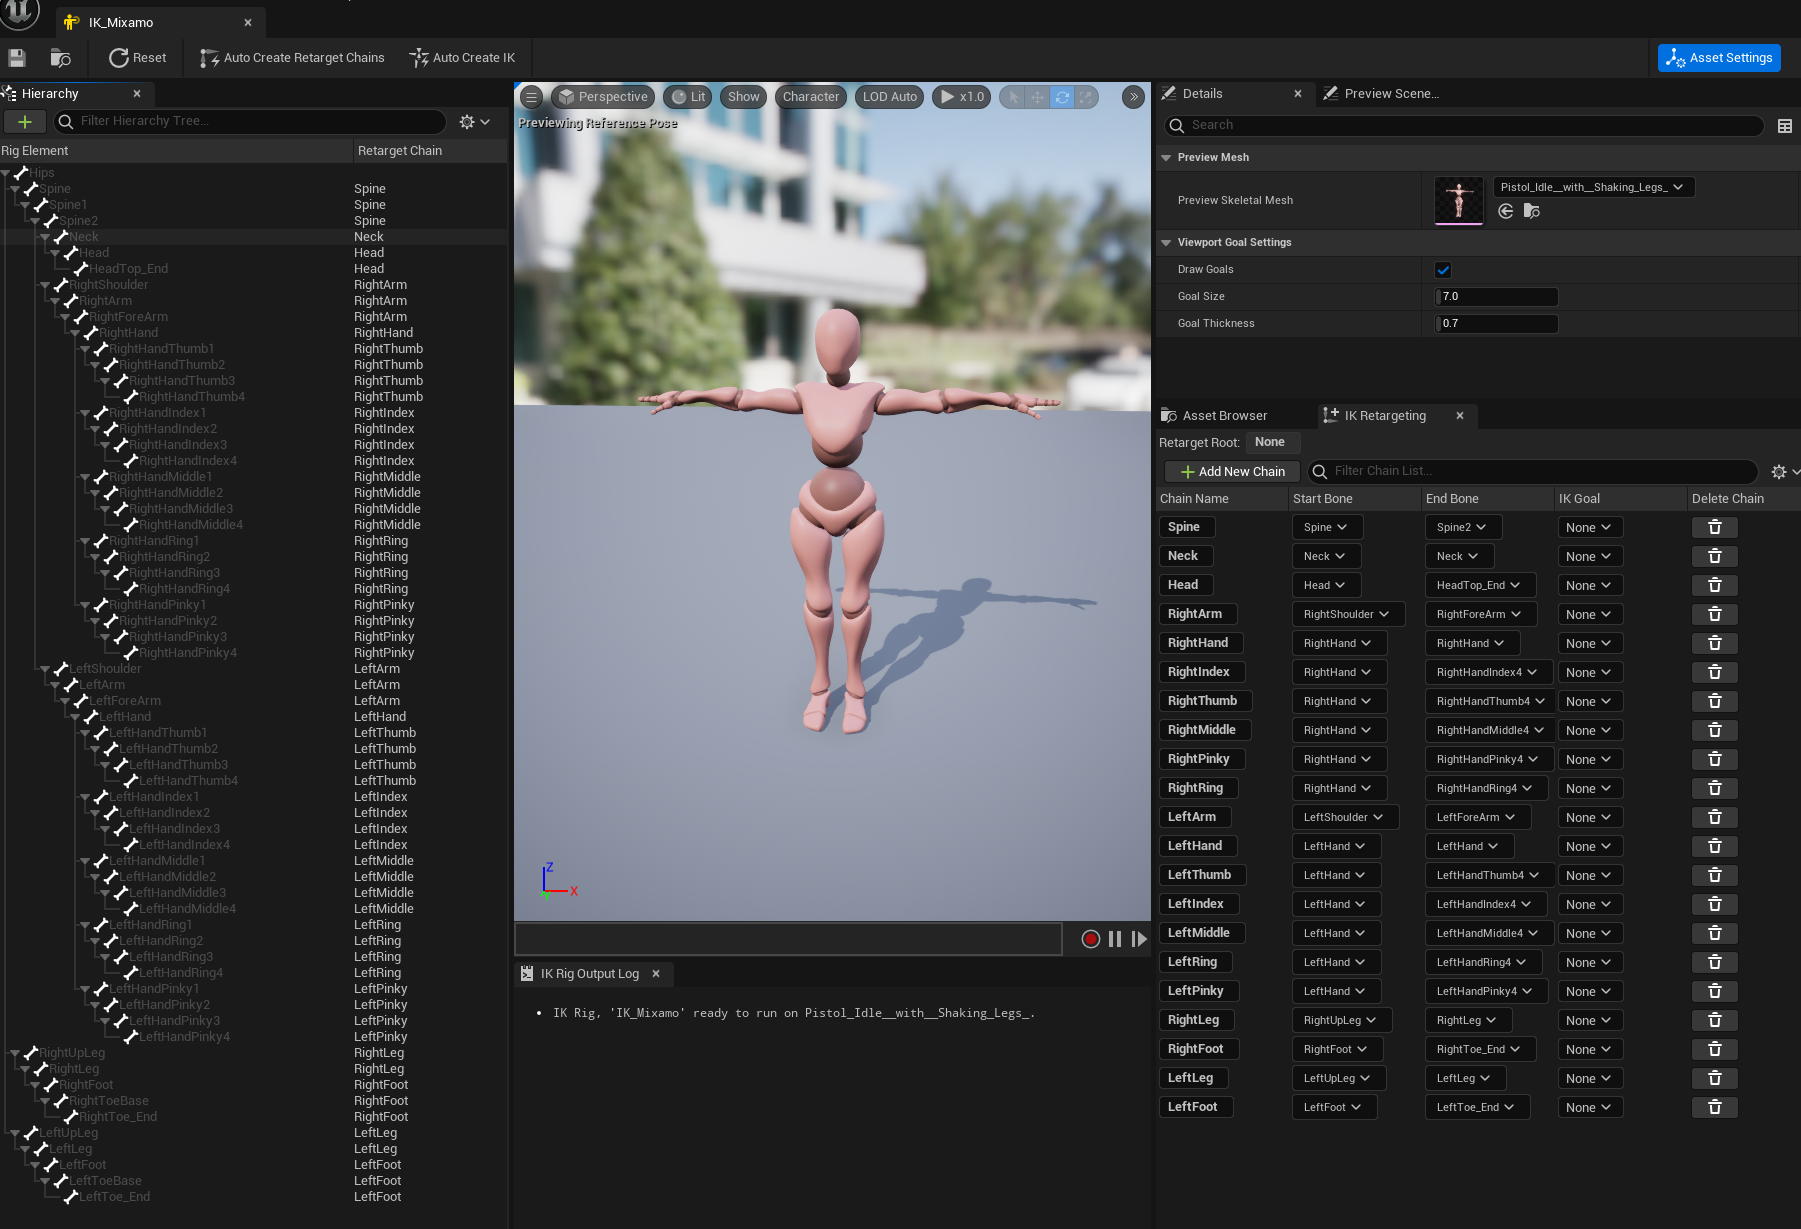 IK_Mixamo
Reset
Auto Create Retarget Chains
Auto Create IK
Asset Settings
Hierarchy
Filter Hierarchy Tree...
Rig Element Retarget Chain
Hips
Spine Spine
Spine1 Spine
Spine2 Spine
Neck Neck
Head Head
HeadTop_End Head
RightShoulder RightArm
RightArm RightArm
RightForeArm RightArm
RightHand RightHand
RightHandThumb1 RightThumb
RightHandThumb2 RightThumb
RightHandThumb3 RightThumb
RightHandThumb4 RightThumb
RightHandIndex1 RightIndex
RightHandIndex2 RightIndex
RightHandIndex3 RightIndex
RightHandIndex4 RightIndex
RightHandMiddle1 RightMiddle
RightHandMiddle2 RightMiddle
RightHandMiddle3 RightMiddle
RightHandMiddle4 RightMiddle
RightHandRing1 RightRing
RightHandRing2 RightRing
RightHandRing3 RightRing
RightHandRing4 RightRing
RightHandPinky1 RightPinky
RightHandPinky2 RightPinky
RightHandPinky3 RightPinky
RightHandPinky4 RightPinky
LeftShoulder LeftArm
LeftArm LeftArm
LeftForeArm LeftArm
LeftHand LeftHand
LeftHandThumb1 LeftThumb
LeftHandThumb2 LeftThumb
LeftHandThumb3 LeftThumb
LeftHandThumb4 LeftThumb
LeftHandIndex1 LeftIndex
LeftHandIndex2 LeftIndex
LeftHandIndex3 LeftIndex
LeftHandIndex4 LeftIndex
LeftHandMiddle1 LeftMiddle
LeftHandMiddle2 LeftMiddle
LeftHandMiddle3 LeftMiddle
LeftHandMiddle4 LeftMiddle
LeftHandRing1 LeftRing
LeftHandRing2 LeftRing
LeftHandRing3 LeftRing
LeftHandRing4 LeftRing
LeftHandPinky1 LeftPinky
LeftHandPinky2 LeftPinky
LeftHandPinky3 LeftPinky
LeftHandPinky4 LeftPinky
RightUpLeg RightLeg
RightLeg RightLeg
RightFoot RightFoot
RightToeBase RightFoot
RightToe_End RightFoot
LeftUpLeg LeftLeg
LeftLeg LeftLeg
LeftFoot LeftFoot
LeftToeBase LeftFoot
LeftToe_End LeftFoot
Perspective Lit Show Character LOD Auto x1.0
Previewing Reference Pose
Z
X
Y
IK Rig Output Log
• IK Rig, 'IK_Mixamo' ready to run on Pistol_Idle__with__Shaking_Legs_.
Details
Preview Scene...
Search
Preview Mesh
Preview Skeletal Mesh Pistol_Idle__with__Shaking_Legs_
Viewport Goal Settings
Draw Goals
Goal Size 7.0
Goal Thickness 0.7
Asset Browser
IK Retargeting
Retarget Root: None
Add New Chain
Filter Chain List...
Chain Name Start Bone End Bone IK Goal Delete Chain
Spine Spine Spine2 None
Neck Neck Neck None
Head Head HeadTop_End None
RightArm RightShoulder RightForeArm None
RightHand RightHand RightHand None
RightIndex RightHand RightHandIndex4 None
RightThumb RightHand RightHandThumb4 None
RightMiddle RightHand RightHandMiddle4 None
RightPinky RightHand RightHandPinky4 None
RightRing RightHand RightHandRing4 None
LeftArm LeftShoulder LeftForeArm None
LeftHand LeftHand LeftHand None
LeftThumb LeftHand LeftHandThumb4 None
LeftIndex LeftHand LeftHandIndex4 None
LeftMiddle LeftHand LeftHandMiddle4 None
LeftRing LeftHand LeftHandRing4 None
LeftPinky LeftHand LeftHandPinky4 None
RightLeg RightUpLeg RightLeg None
RightFoot RightFoot RightToe_End None
LeftLeg LeftUpLeg LeftLeg None
LeftFoot LeftFoot LeftToe_End None